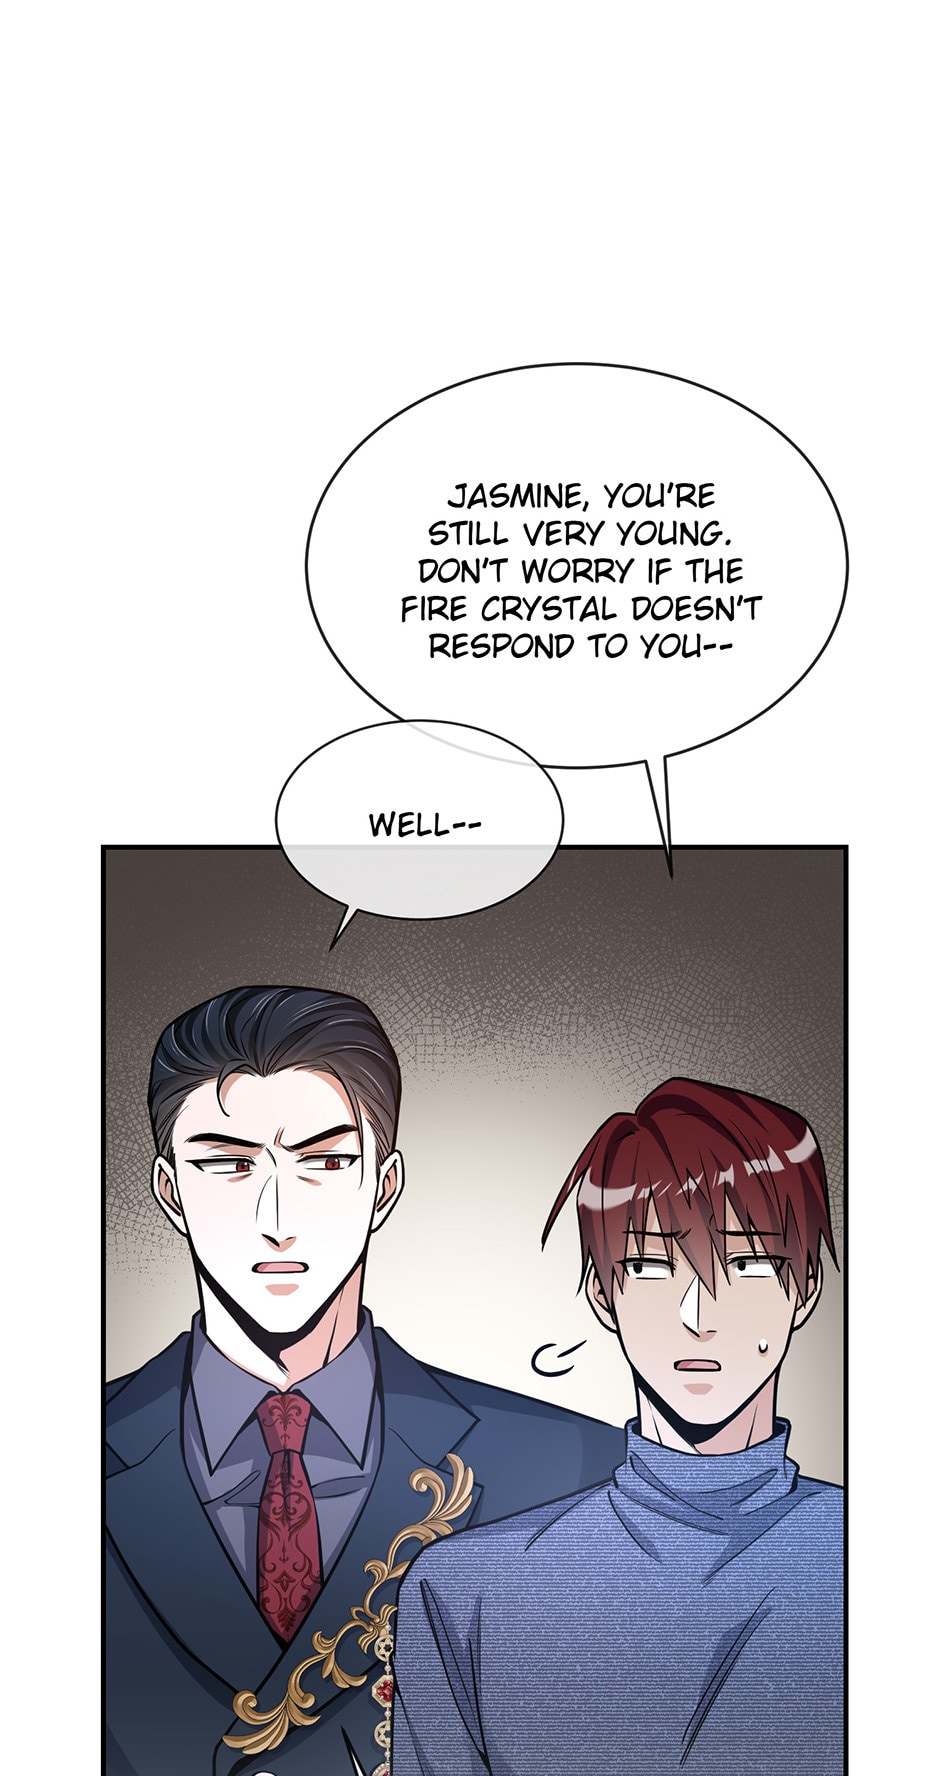 JASMINE, YOU'RE
STILL VERY YOUNG.
DON'T WORRY IF THE
FIRE CRYSTAL DOESN'T
RESPOND TO YOU--
WELL--